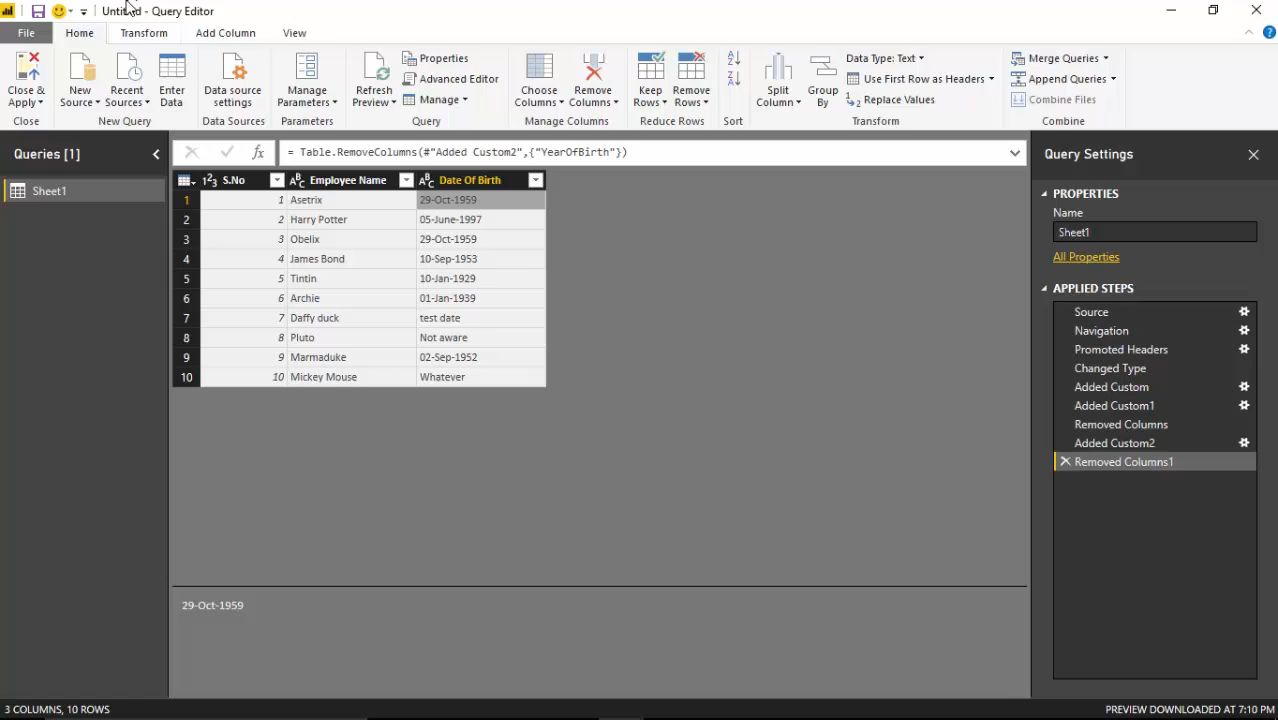 Untitled - Query Editor
File Home Transform Add Column View
Close & Apply
New Source
Recent Sources
Enter Data
Data source settings
Manage Parameters
Refresh Preview
Properties
Advanced Editor
Manage
Choose Columns
Remove Columns
Keep Rows
Remove Rows
Split Column
Group By
Data Type: Text
Use First Row as Headers
Replace Values
Merge Queries
Append Queries
Combine Files
Close New Query Data Sources Parameters Query Manage Columns Reduce Rows Sort Transform Combine
Queries [1]
Sheet1
fx = Table.RemoveColumns(#"Added Custom2",{"YearOfBirth"})
1²3 S.No ABC Employee Name ABC Date Of Birth
1 1 Asetrix 29-Oct-1959
2 2 Harry Potter 05-June-1997
3 3 Obelix 29-Oct-1959
4 4 James Bond 10-Sep-1953
5 5 Tintin 10-Jan-1929
6 6 Archie 01-Jan-1939
7 7 Daffy duck test date
8 8 Pluto Not aware
9 9 Marmaduke 02-Sep-1952
10 10 Mickey Mouse Whatever
29-Oct-1959
Query Settings
PROPERTIES
Name
Sheet1
All Properties
APPLIED STEPS
Source
Navigation
Promoted Headers
Changed Type
Added Custom
Added Custom1
Removed Columns
Added Custom2
Removed Columns1
3 COLUMNS, 10 ROWS
PREVIEW DOWNLOADED AT 7:10 PM